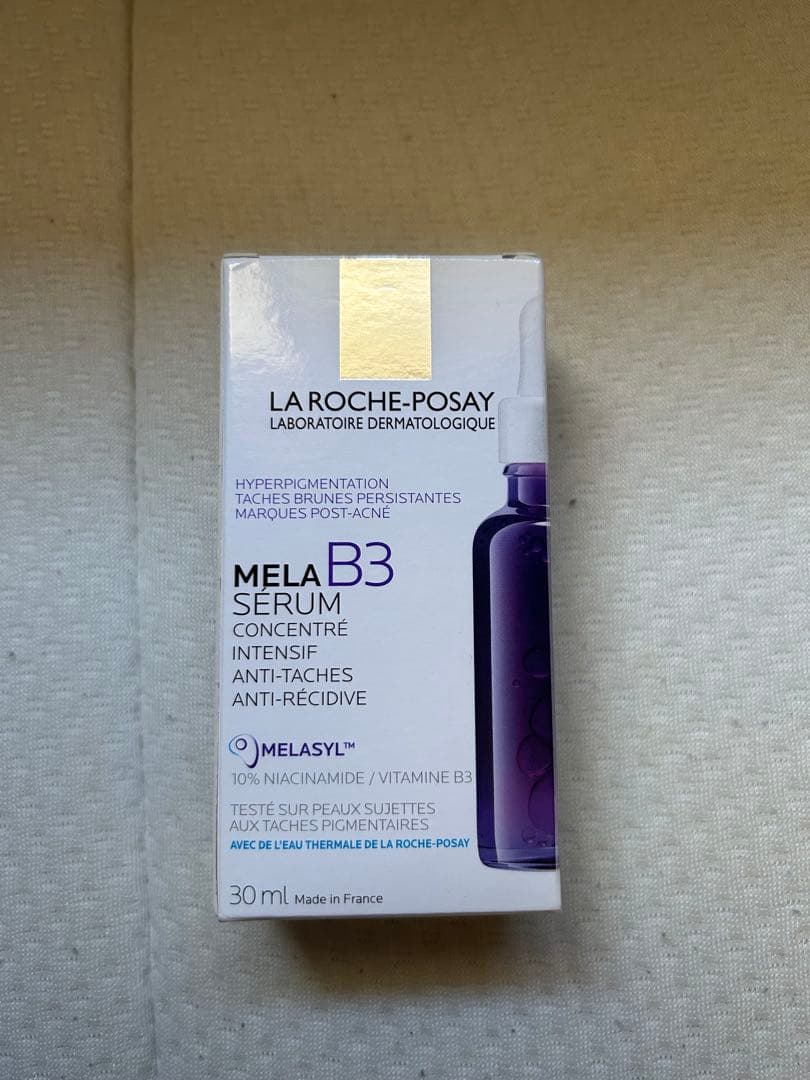 LA ROCHE-POSAY
LABORATOIRE DERMATOLOGIQUE
HYPERPIGMENTATION
TACHES BRUNES PERSISTANTES
MARQUES POST-ACNÉ
MELA B3
SÉRUM
CONCENTRÉ
INTENSIF
ANTI-TACHES
ANTI-RÉCIDIVE
MELASYL™
10% NIACINAMIDE / VITAMINE B3
TESTÉ SUR PEAUX SUJETTES
AUX TACHES PIGMENTAIRES
AVEC DE L'EAU THERMALE DE LA ROCHE-POSAY
30 ml Made in France